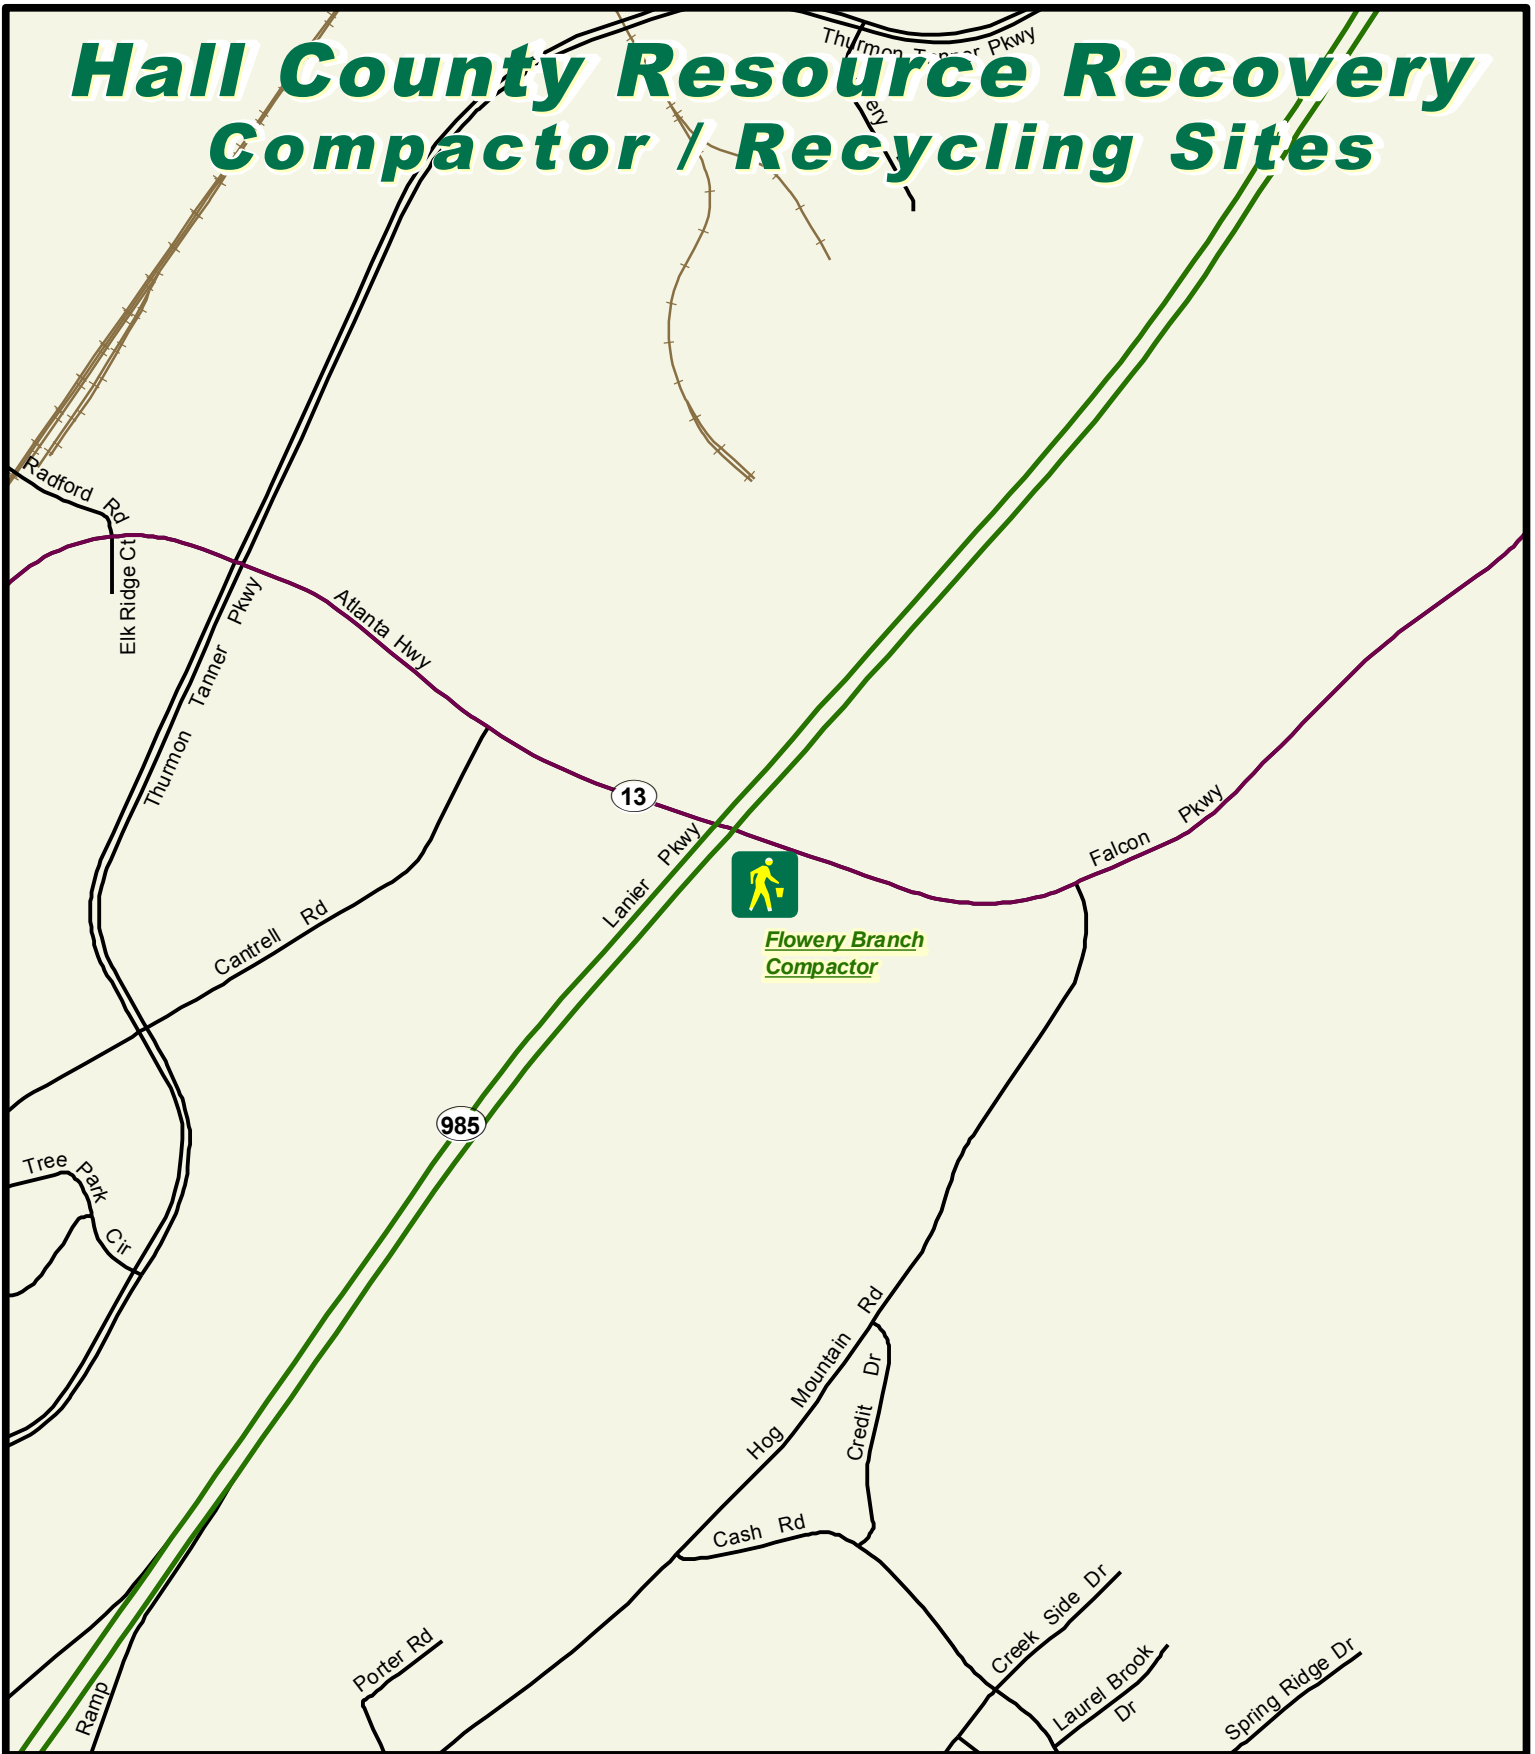 Hall County Resource Recovery
Compactor / Recycling Sites
Thurmon Tanner Pkwy
Radford Rd
Elk Ridge Ct
Thurmon Tanner Pkwy
Atlanta Hwy
13
Lanier Pkwy
Falcon Pkwy
Flowery Branch
Compactor
Cantrell Rd
985
Tree Park Cir
Hog Mountain Rd
Credit Dr
Cash Rd
Creek Side Dr
Porter Rd
Laurel Brook
Dr
Spring Ridge Dr
Ramp